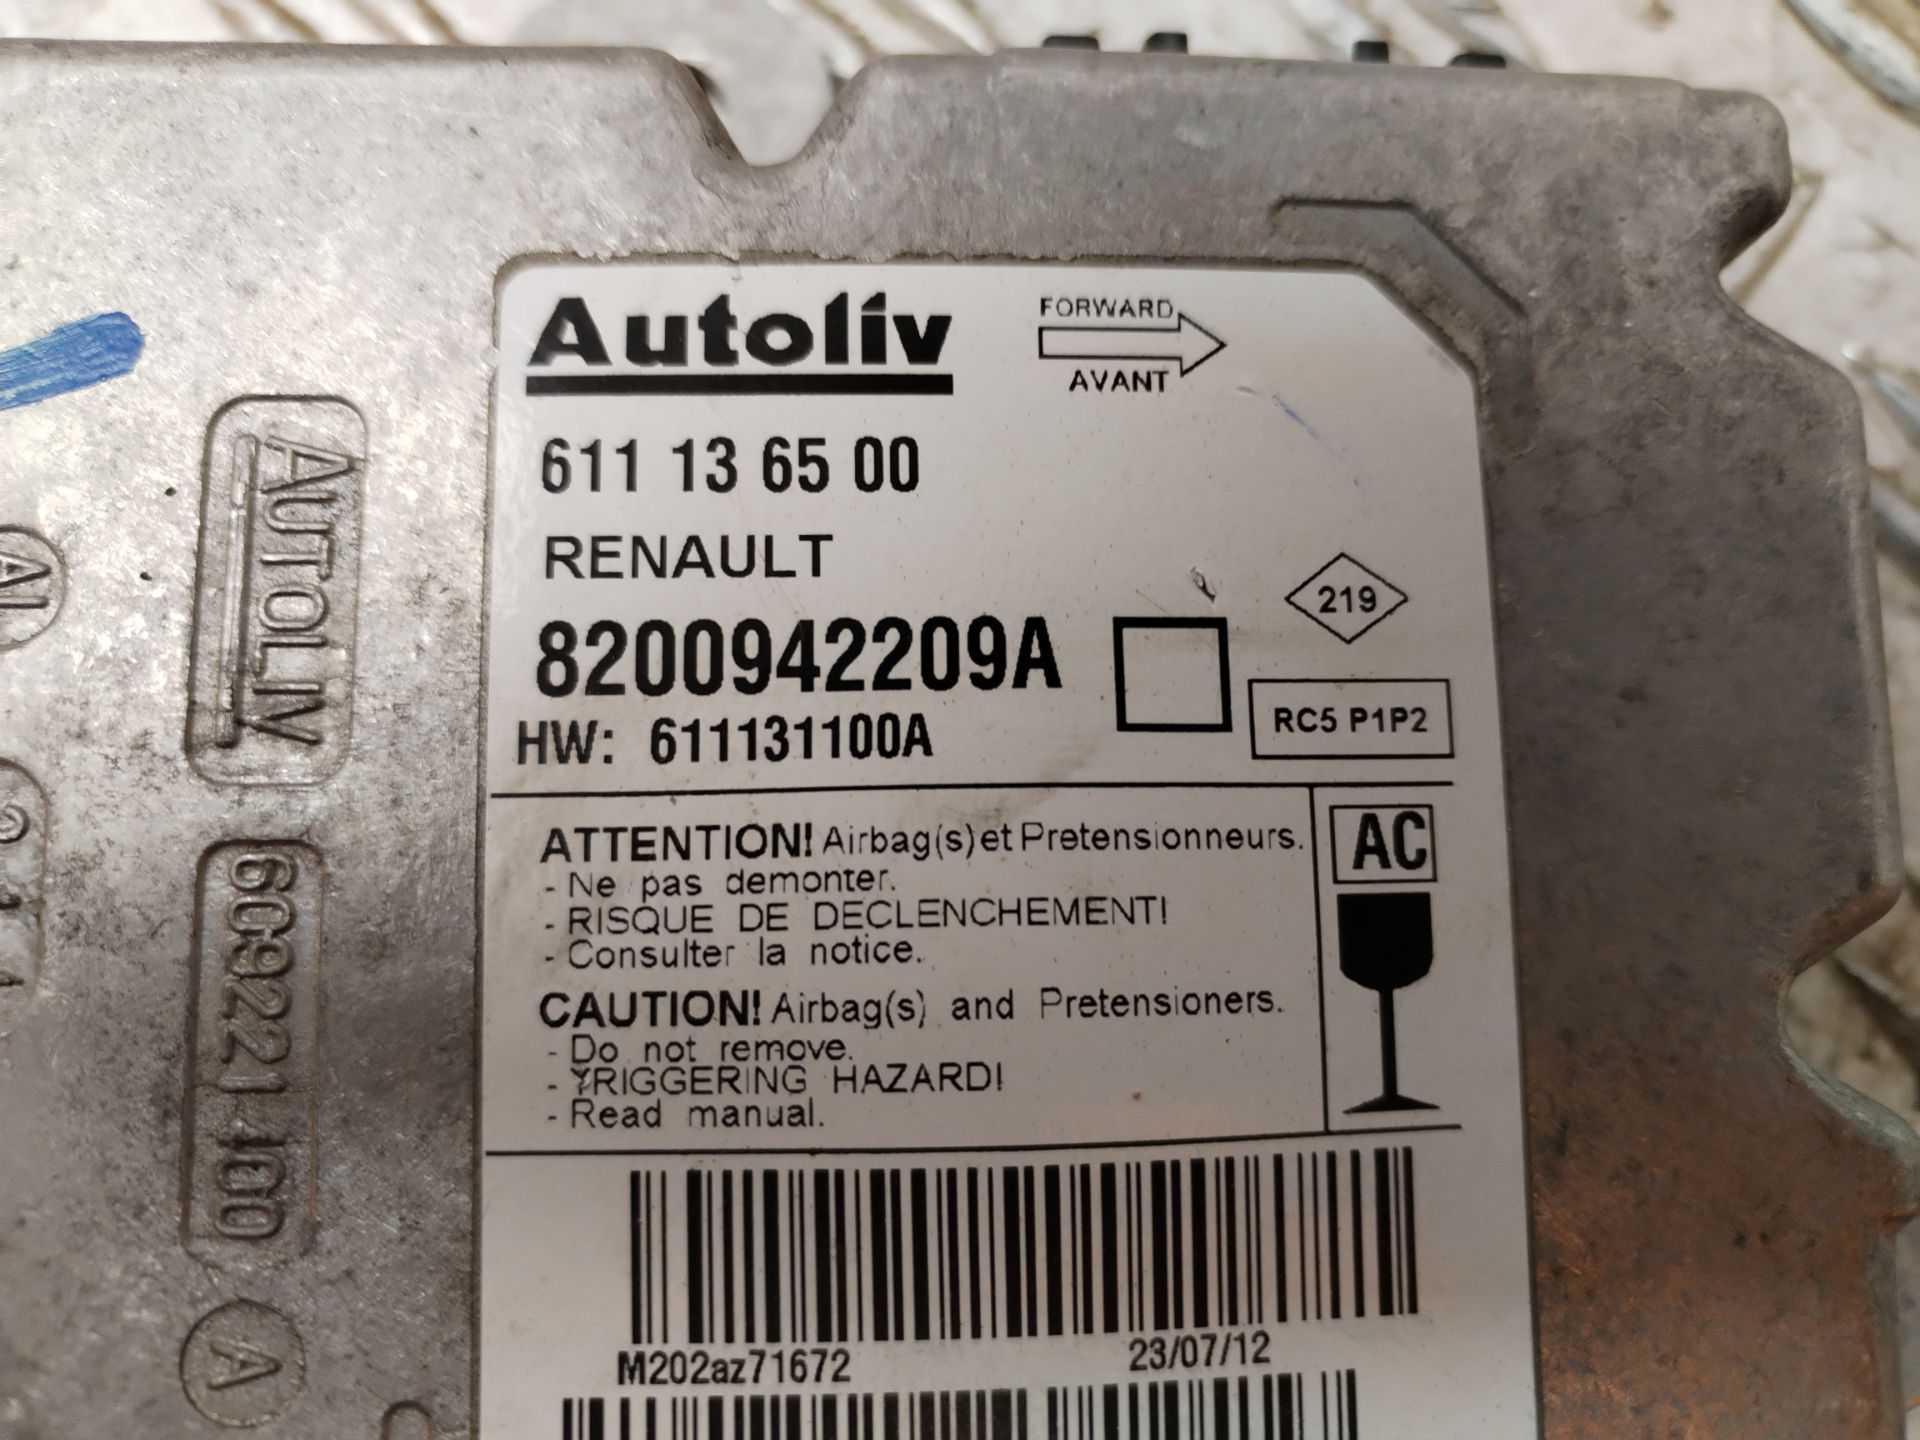 Autoliv
FORWARD
AVANT
611 13 65 00
RENAULT
219
8200942209A
RC5 P1P2
HW: 611131100A
ATTENTION! Airbag(s) et Pretensionneurs.
- Ne pas demonter.
- RISQUE DE DECLENCHEMENT!
- Consulter la notice.
AC
CAUTION! Airbag(s) and Pretensioners.
- Do not remove.
- TRIGGERING HAZARD!
- Read manual.
M202az71672
23/07/12
AUTOLIV
609221400
A